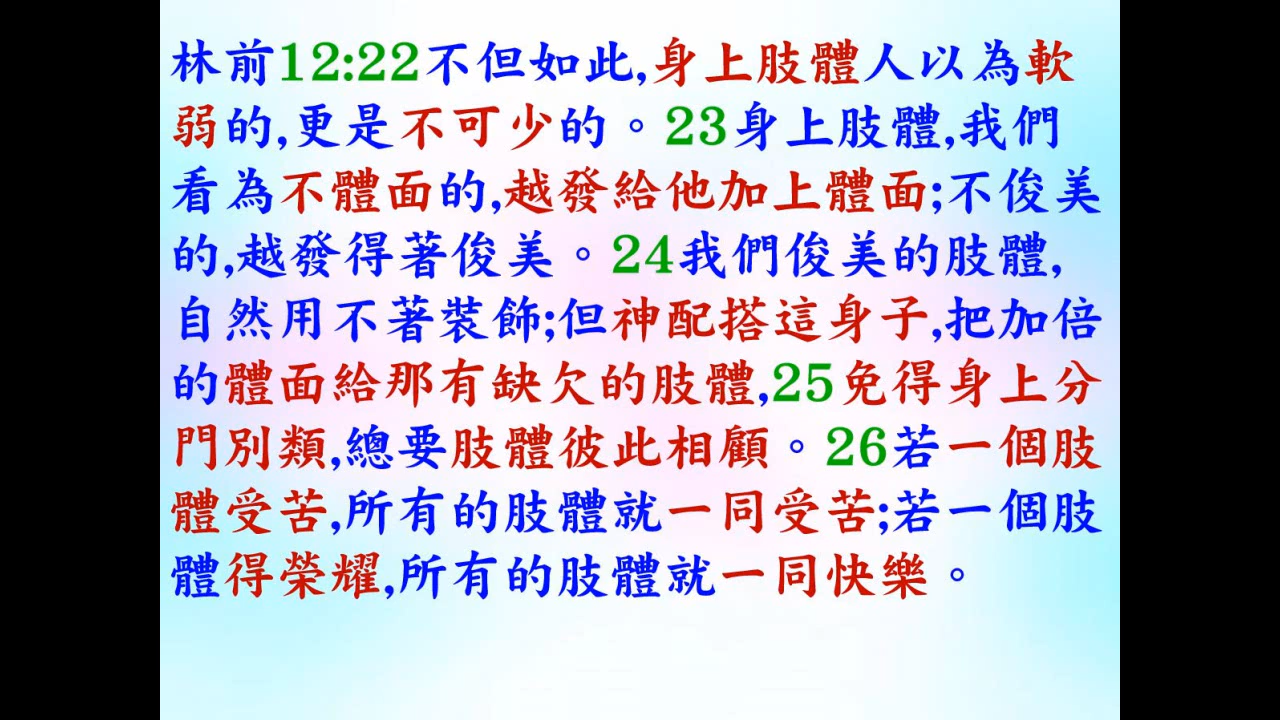 林前12:22不但如此,身上肢體人以為軟
弱的,更是不可少的。23身上肢體,我們
看為不體面的,越發給他加上體面;不俊美
的,越發得著俊美。24我們俊美的肢體,
自然用不著裝飾;但神配搭這身子,把加倍
的體面給那有缺欠的肢體,25免得身上分
門別類,總要肢體彼此相顧。26若一個肢
體受苦,所有的肢體就一同受苦;若一個肢
體得榮耀,所有的肢體就一同快樂。